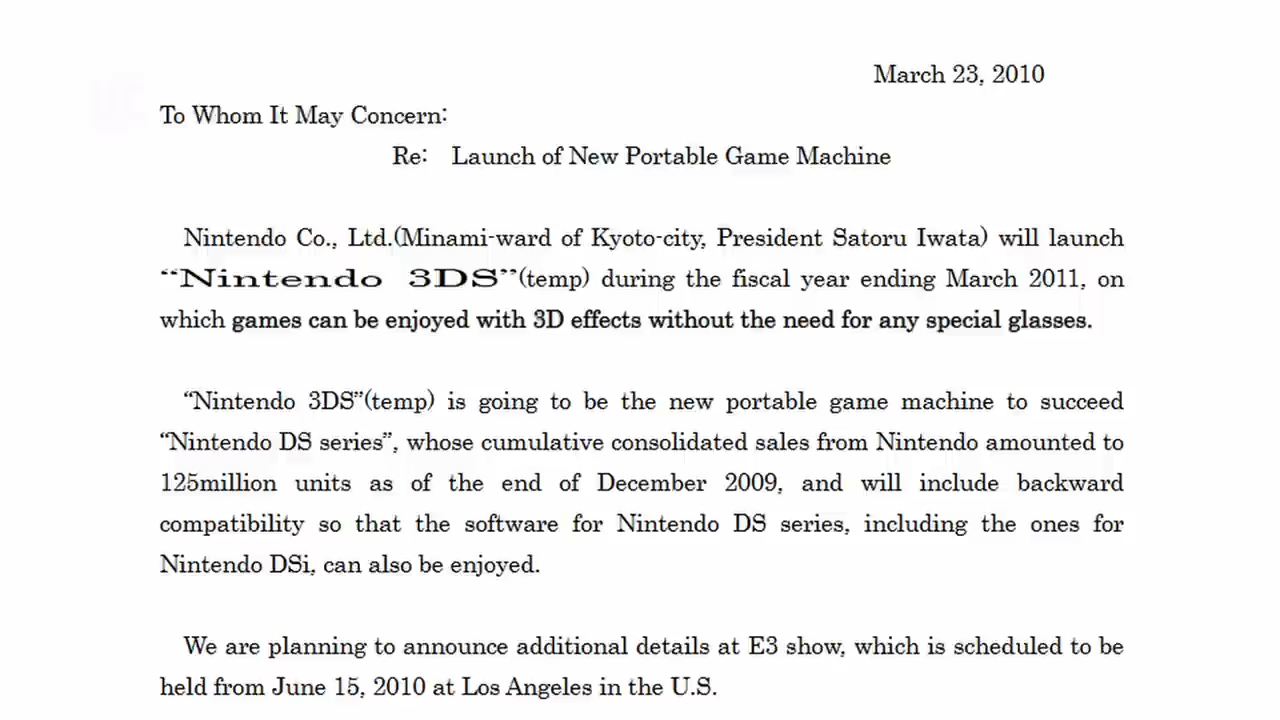 March 23, 2010
To Whom It May Concern:
Re: Launch of New Portable Game Machine
Nintendo Co., Ltd.(Minami-ward of Kyoto-city, President Satoru Iwata) will launch
“Nintendo 3DS”(temp) during the fiscal year ending March 2011, on
which games can be enjoyed with 3D effects without the need for any special glasses.
“Nintendo 3DS”(temp) is going to be the new portable game machine to succeed
“Nintendo DS series”, whose cumulative consolidated sales from Nintendo amounted to
125million units as of the end of December 2009, and will include backward
compatibility so that the software for Nintendo DS series, including the ones for
Nintendo DSi, can also be enjoyed.
We are planning to announce additional details at E3 show, which is scheduled to be
held from June 15, 2010 at Los Angeles in the U.S.